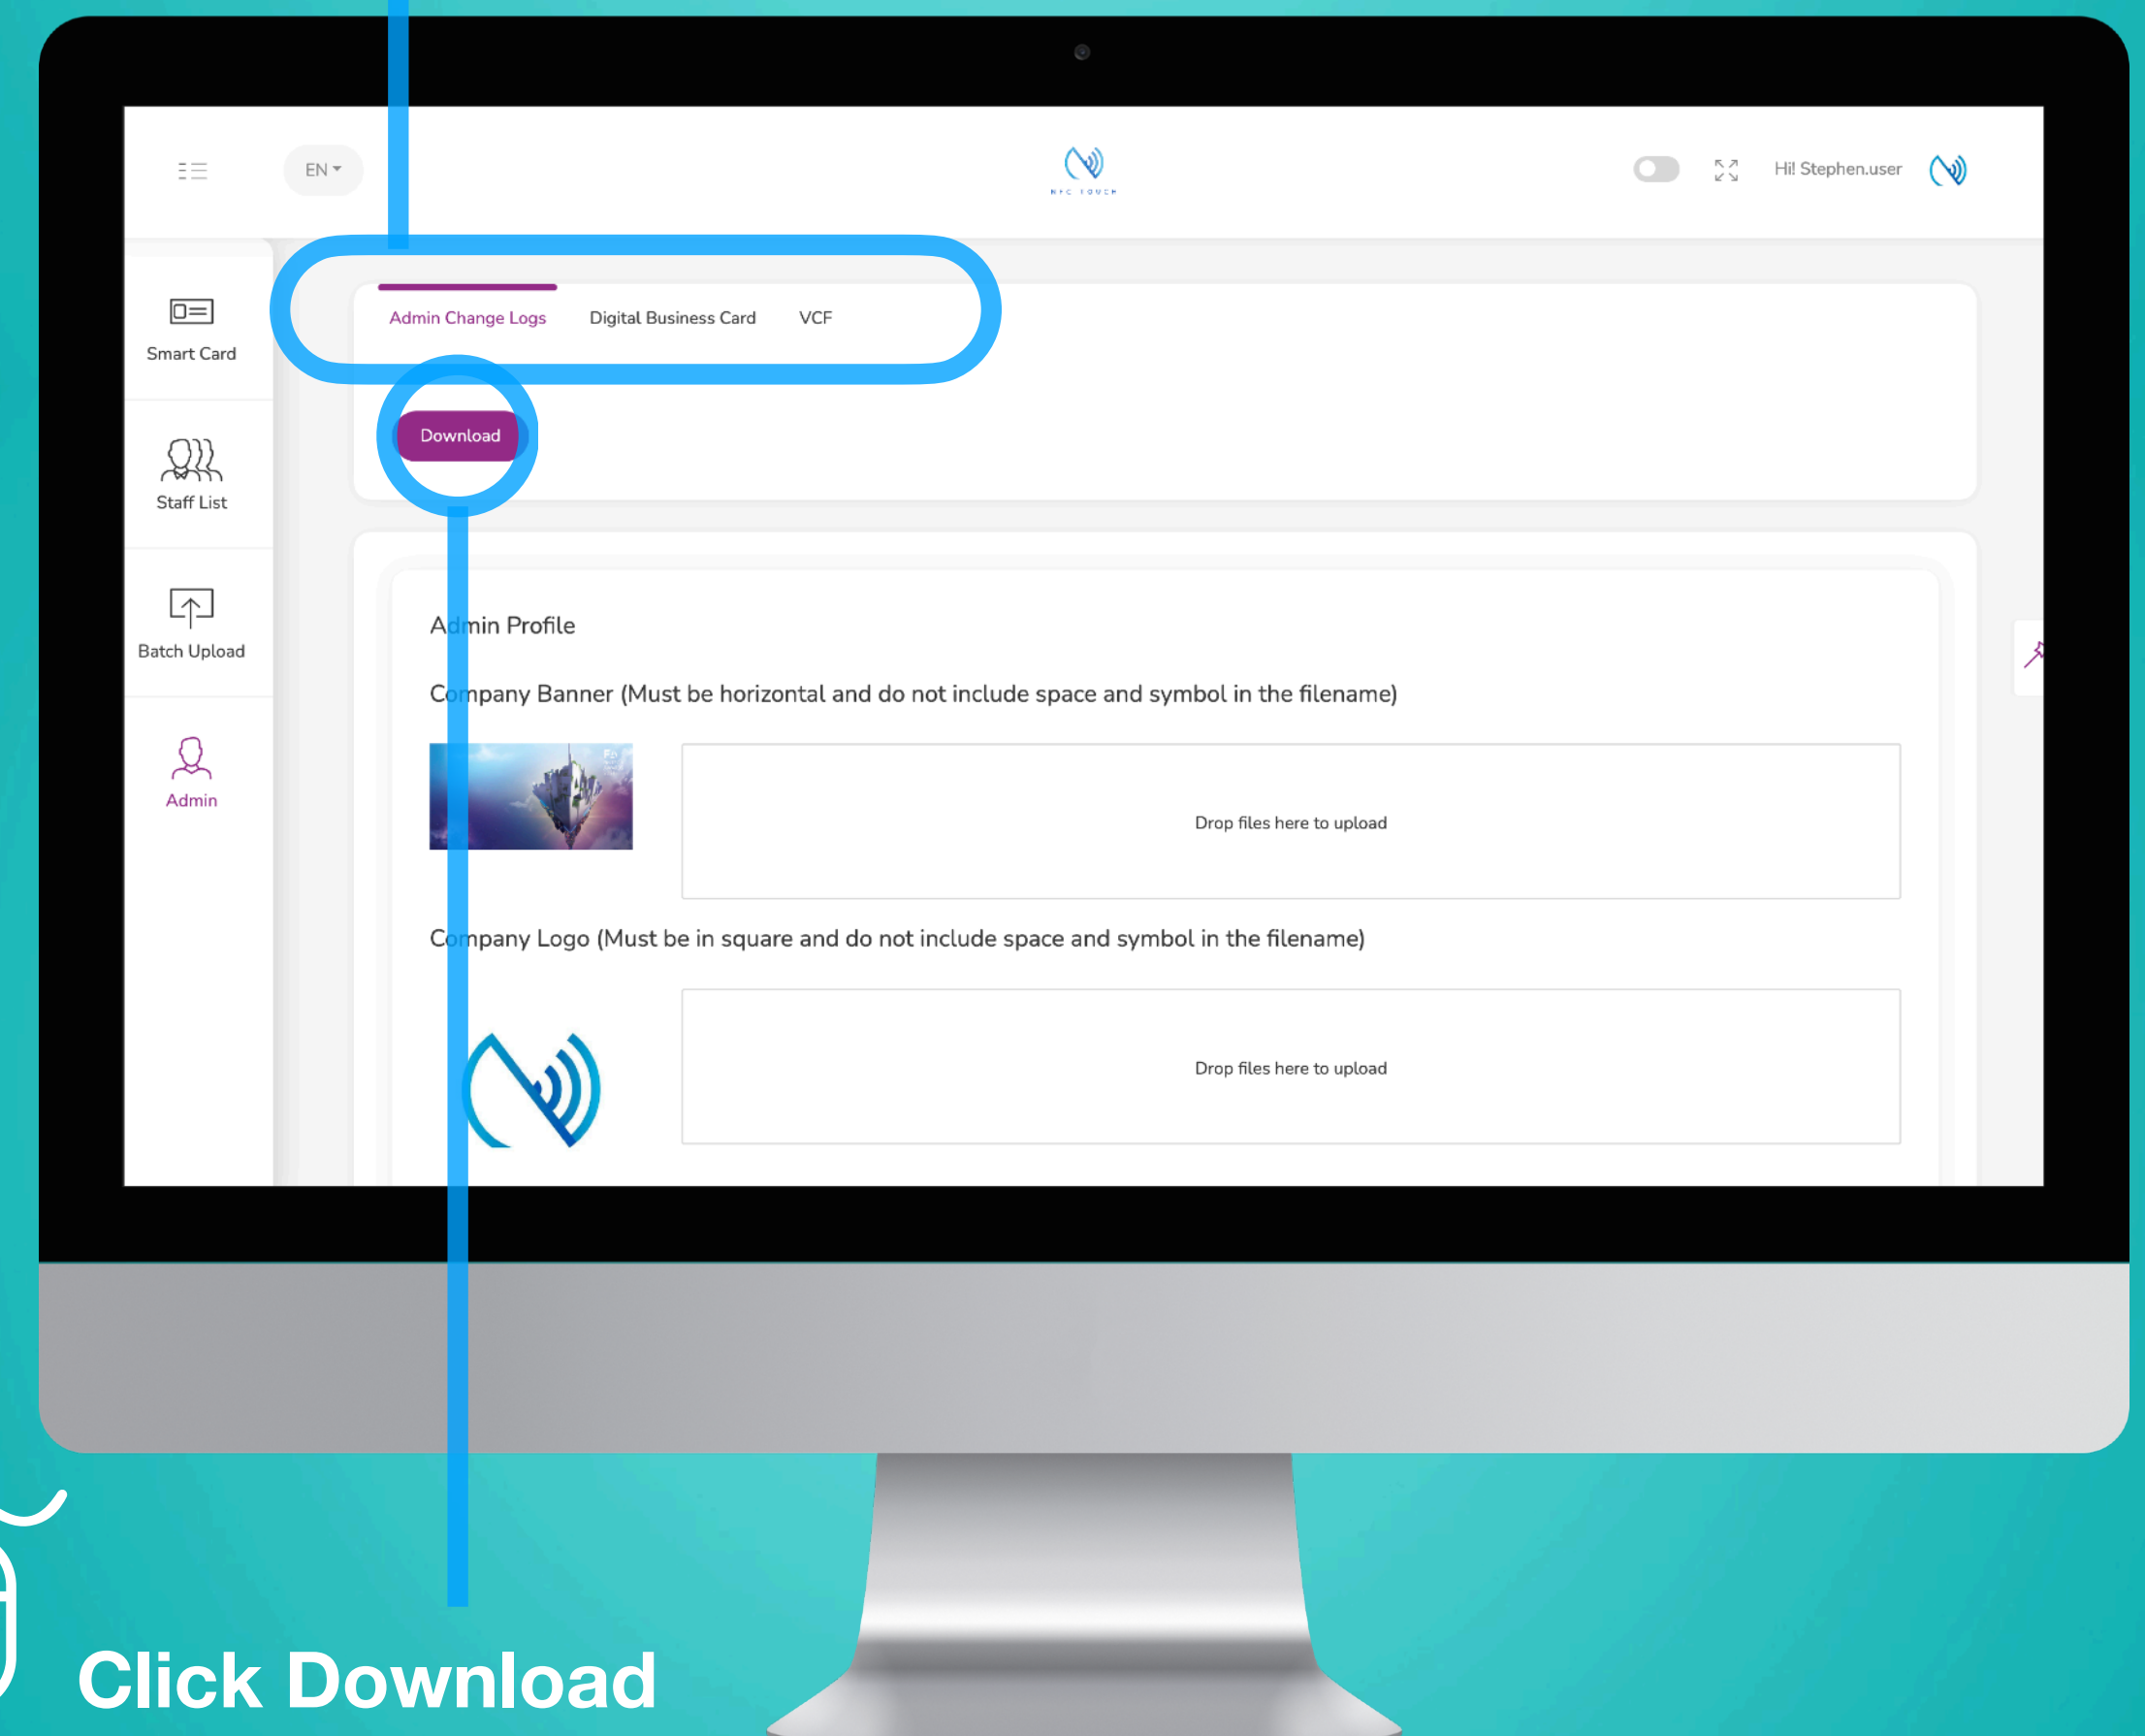 EN
NFC TOUCH
Hi! Stephen.user
Admin Change Logs Digital Business Card VCF
Smart Card
Download
Staff List
Admin Profile
Batch Upload
Company Banner (Must be horizontal and do not include space and symbol in the filename)
Admin
Drop files here to upload
Company Logo (Must be in square and do not include space and symbol in the filename)
Drop files here to upload
Click Download